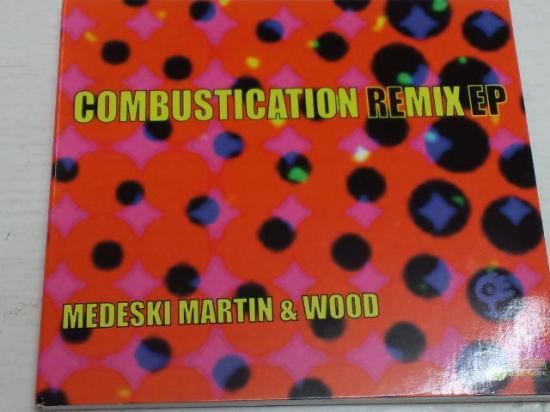 COMBUSTICATION REMIX EP
MEDESKI MARTIN & WOOD